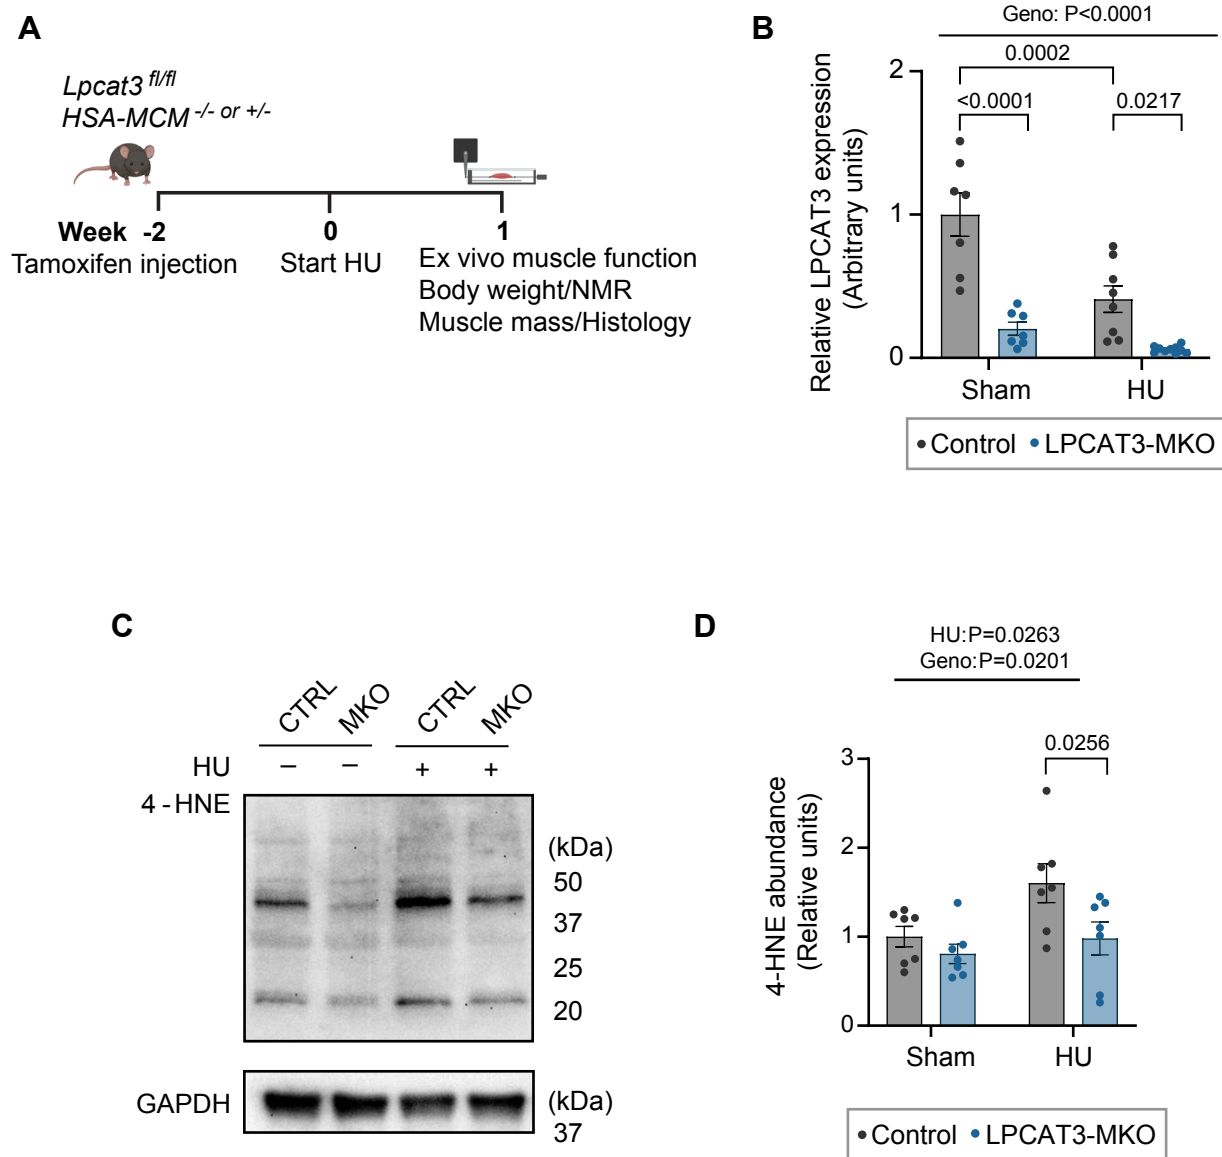 A
Lpcat3 fl/fl
HSA-MCM -/- or +/-
Week -2 0 1
Tamoxifen injection
Start HU
Ex vivo muscle function
Body weight/NMR
Muscle mass/Histology
B
Geno: P<0.0001
0.0002
<0.0001 0.0217
Relative LPCAT3 expression
(Arbitrary units)
2
1
0
Sham HU
Control LPCAT3-MKO
C
CTRL MKO CTRL MKO
HU – – + +
4 -HNE
(kDa)
50
37
25
20
GAPDH
(kDa)
37
D
HU:P=0.0263
Geno:P=0.0201
0.0256
4-HNE abundance
(Relative units)
3
2
1
0
Sham HU
Control LPCAT3-MKO